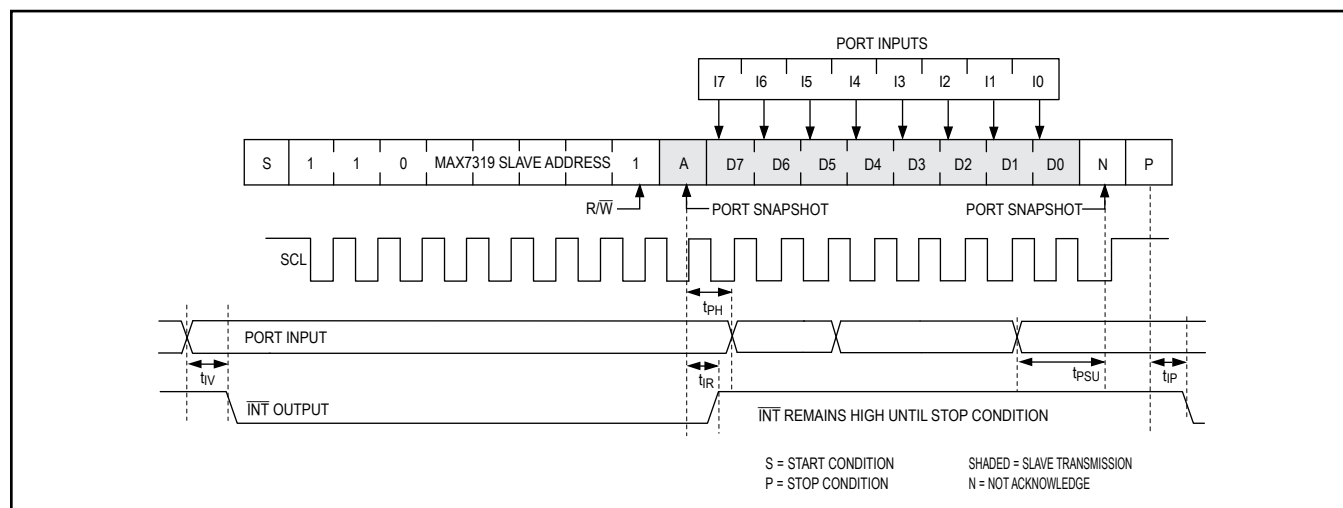 PORT INPUTS
I7 I6 I5 I4 I3 I2 I1 I0
S 1 1 0 MAX7319 SLAVE ADDRESS 1 A D7 D6 D5 D4 D3 D2 D1 D0 N P
R/W̅ PORT SNAPSHOT PORT SNAPSHOT
SCL
tPH
PORT INPUT
tIV tIR tPSU tIP
I̅N̅T̅ OUTPUT I̅N̅T̅ REMAINS HIGH UNTIL STOP CONDITION
S = START CONDITION SHADED = SLAVE TRANSMISSION
P = STOP CONDITION N = NOT ACKNOWLEDGE